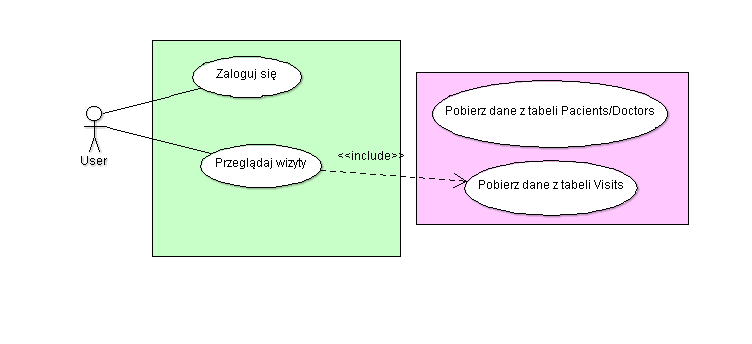 Zaloguj się
Pobierz dane z tabeli Pacients/Doctors
User
Przeglądaj wizyty
<<include>>
Pobierz dane z tabeli Visits